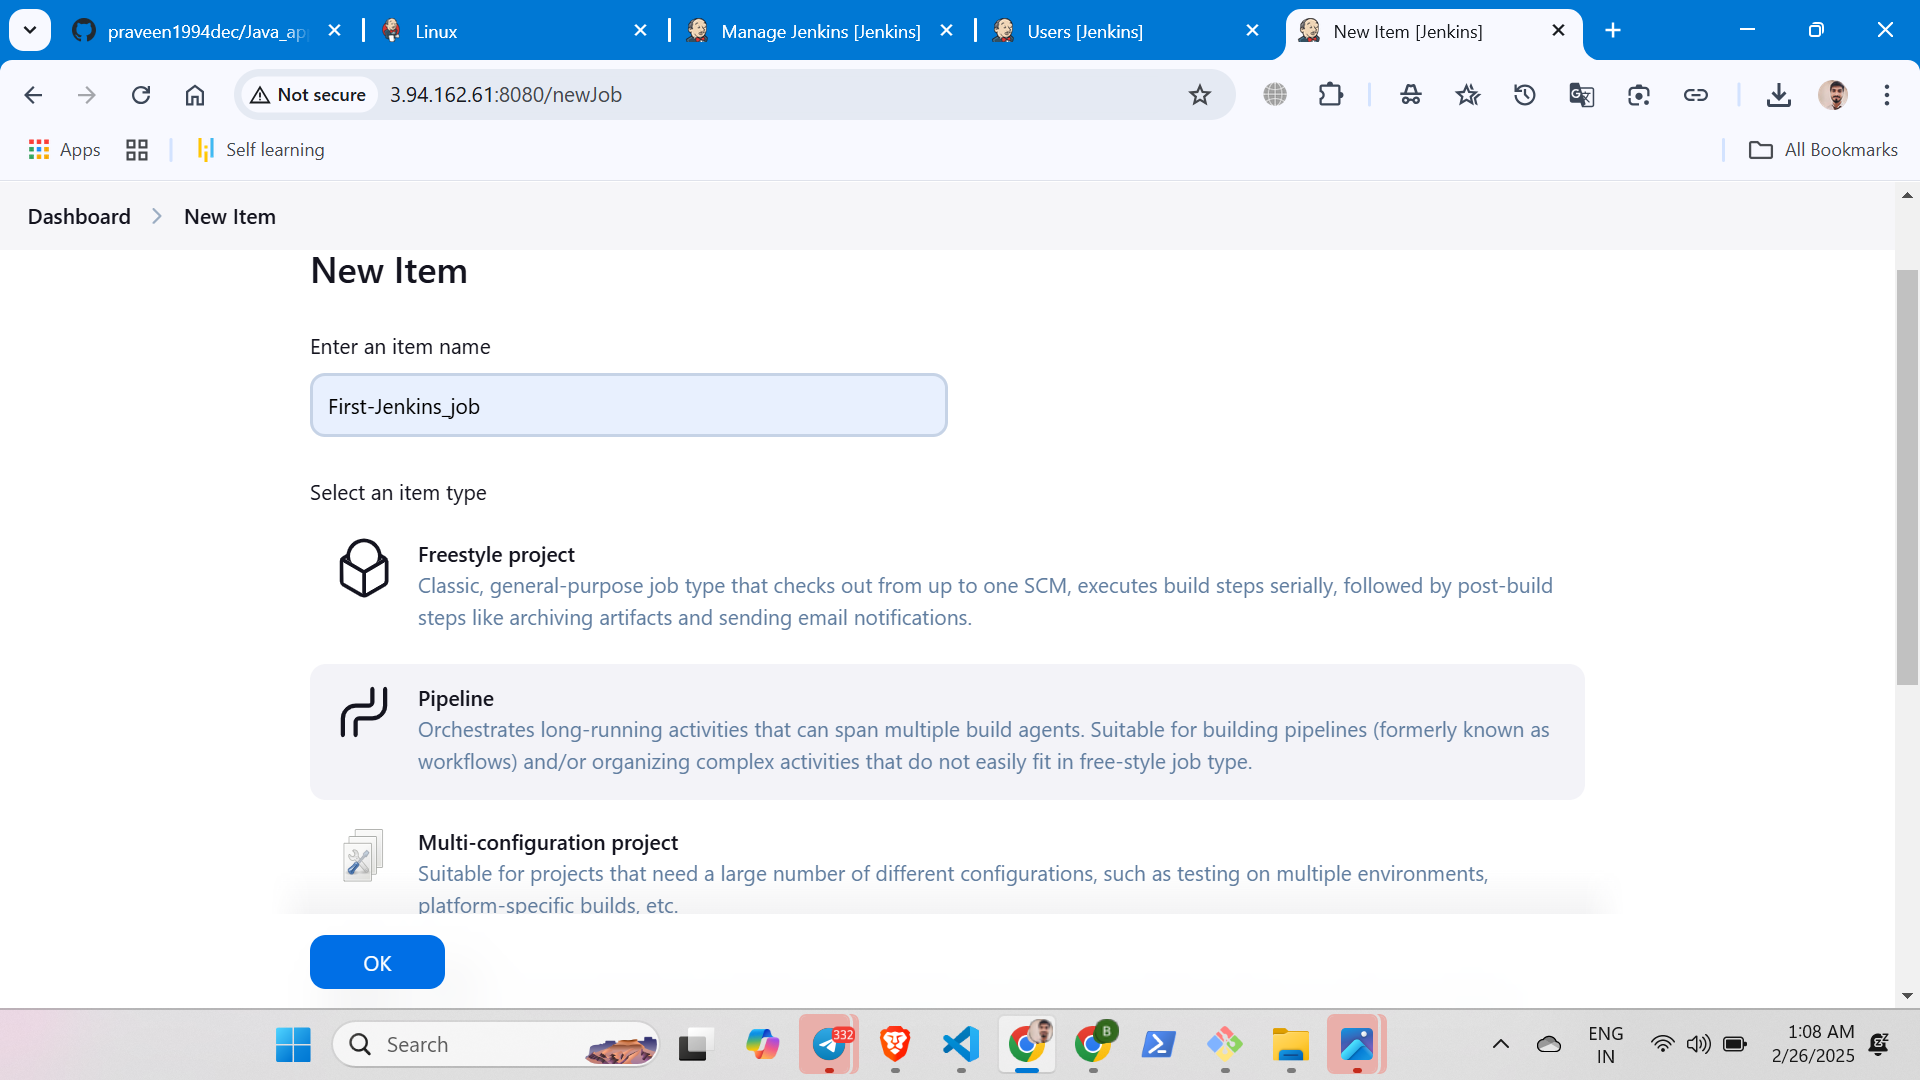 praveen1994dec/Java_ap
Linux
Manage Jenkins [Jenkins]
Users [Jenkins]
New Item [Jenkins]
Not secure
3.94.162.61:8080/newJob
Apps
Self learning
All Bookmarks
Dashboard
New Item
New Item
Enter an item name
First-Jenkins_job
Select an item type
Freestyle project
Classic, general-purpose job type that checks out from up to one SCM, executes build steps serially, followed by post-build
steps like archiving artifacts and sending email notifications.
Pipeline
Orchestrates long-running activities that can span multiple build agents. Suitable for building pipelines (formerly known as
workflows) and/or organizing complex activities that do not easily fit in free-style job type.
Multi-configuration project
Suitable for projects that need a large number of different configurations, such as testing on multiple environments,
platform-specific builds, etc.
OK
Search
332
B
ENG
IN
1:08 AM
2/26/2025